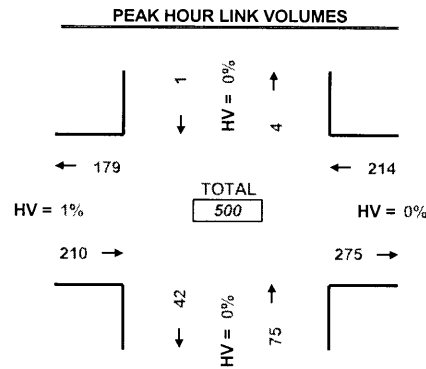 PEAK HOUR LINK VOLUMES
1
HV = 0%
4
179
214
TOTAL
HV = 1%
500
HV = 0%
210
275
42
HV = 0%
75